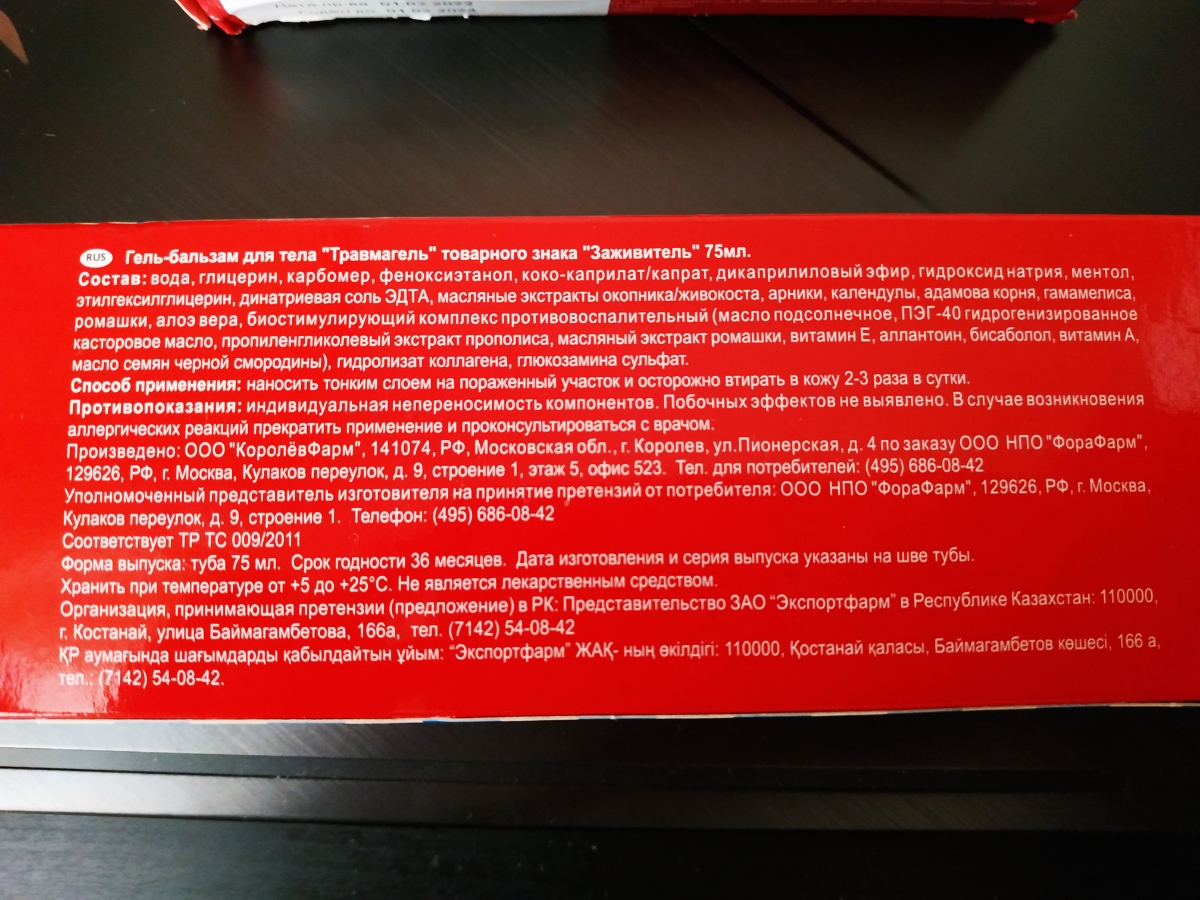 Дата пр-ва 01 02 2022
Годен до 01 02
RUS Гель-бальзам для тела "Травмагель" товарного знака "Заживитель" 75мл.
Состав: вода, глицерин, карбомер, феноксиэтанол, коко-каприлат/капрат, дикаприлиловый эфир, гидроксид натрия, ментол,
этилгексилглицерин, динатриевая соль ЭДТА, масляные экстракты окопника/живокоста, арники, календулы, адамова корня, гамамелиса,
ромашки, алоэ вера, биостимулирующий комплекс противовоспалительный (масло подсолнечное, ПЭГ-40 гидрогенизированное
касторовое масло, пропиленгликолевый экстракт прополиса, масляный экстракт ромашки, витамин Е, аллантоин, бисаболол, витамин А,
масло семян черной смородины), гидролизат коллагена, глюкозамина сульфат.
Способ применения: наносить тонким слоем на пораженный участок и осторожно втирать в кожу 2-3 раза в сутки.
Противопоказания: индивидуальная непереносимость компонентов. Побочных эффектов не выявлено. В случае возникновения
аллергических реакций прекратить применение и проконсультироваться с врачом.
Произведено: ООО "КоролёвФарм", 141074, РФ, Московская обл., г. Королев, ул.Пионерская, д. 4 по заказу ООО НПО "ФораФарм",
129626, РФ, г. Москва, Кулаков переулок, д. 9, строение 1, этаж 5, офис 523. Тел. для потребителей: (495) 686-08-42
Уполномоченный представитель изготовителя на принятие претензий от потребителя: ООО НПО "ФораФарм", 129626, РФ, г. Москва,
Кулаков переулок, д. 9, строение 1. Телефон: (495) 686-08-42
Соответствует ТР ТС 009/2011
Форма выпуска: туба 75 мл. Срок годности 36 месяцев. Дата изготовления и серия выпуска указаны на шве тубы.
Хранить при температуре от +5 до +25°С. Не является лекарственным средством.
Организация, принимающая претензии (предложение) в РК: Представительство ЗАО “Экспортфарм” в Республике Казахстан: 110000,
г. Костанай, улица Баймагамбетова, 166а, тел. (7142) 54-08-42
ҚР аумағында шағымдарды қабылдайтын ұйым: “Экспортфарм” ЖАҚ- ның өкілдігі: 110000, Қостанай қаласы, Баймагамбетов көшесі, 166 а,
тел.: (7142) 54-08-42.